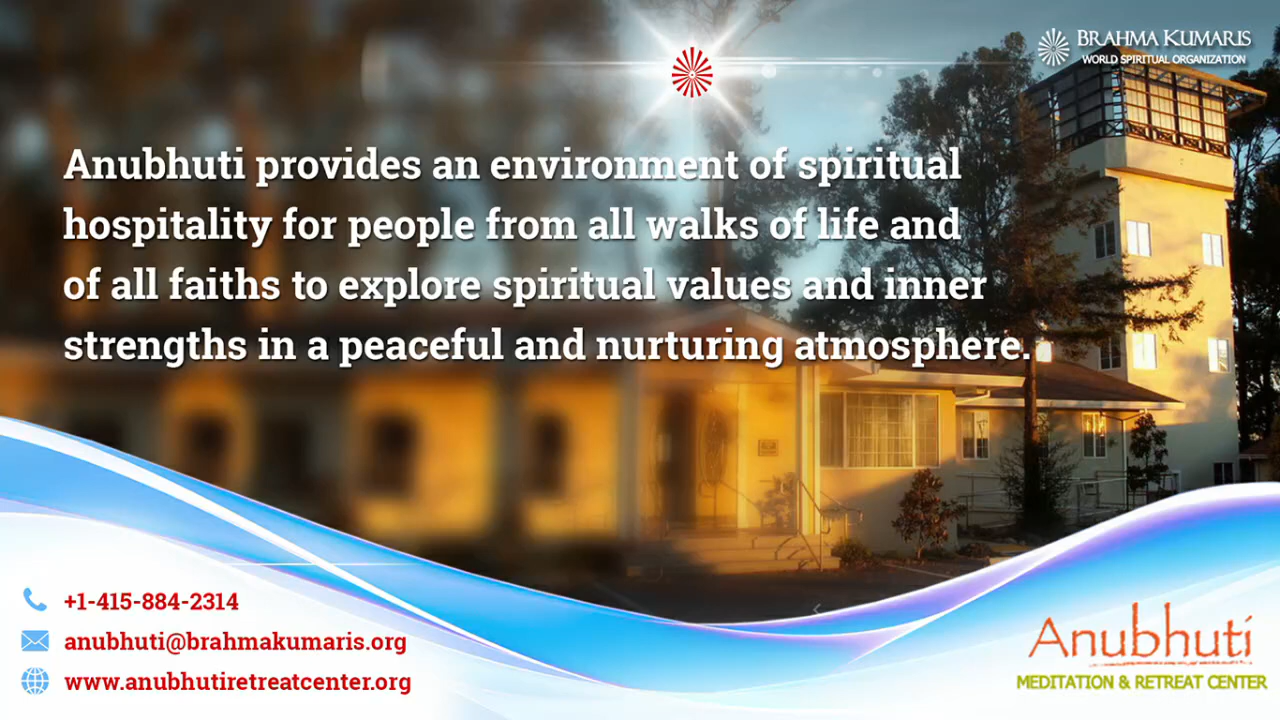 BRAHMA KUMARIS
WORLD SPIRITUAL ORGANIZATION
Anubhuti provides an environment of spiritual
hospitality for people from all walks of life and
of all faiths to explore spiritual values and inner
strengths in a peaceful and nurturing atmosphere.
+1-415-884-2314
anubhuti@brahmakumaris.org
www.anubhutiretreatcenter.org
Anubhuti
MEDITATION & RETREAT CENTER